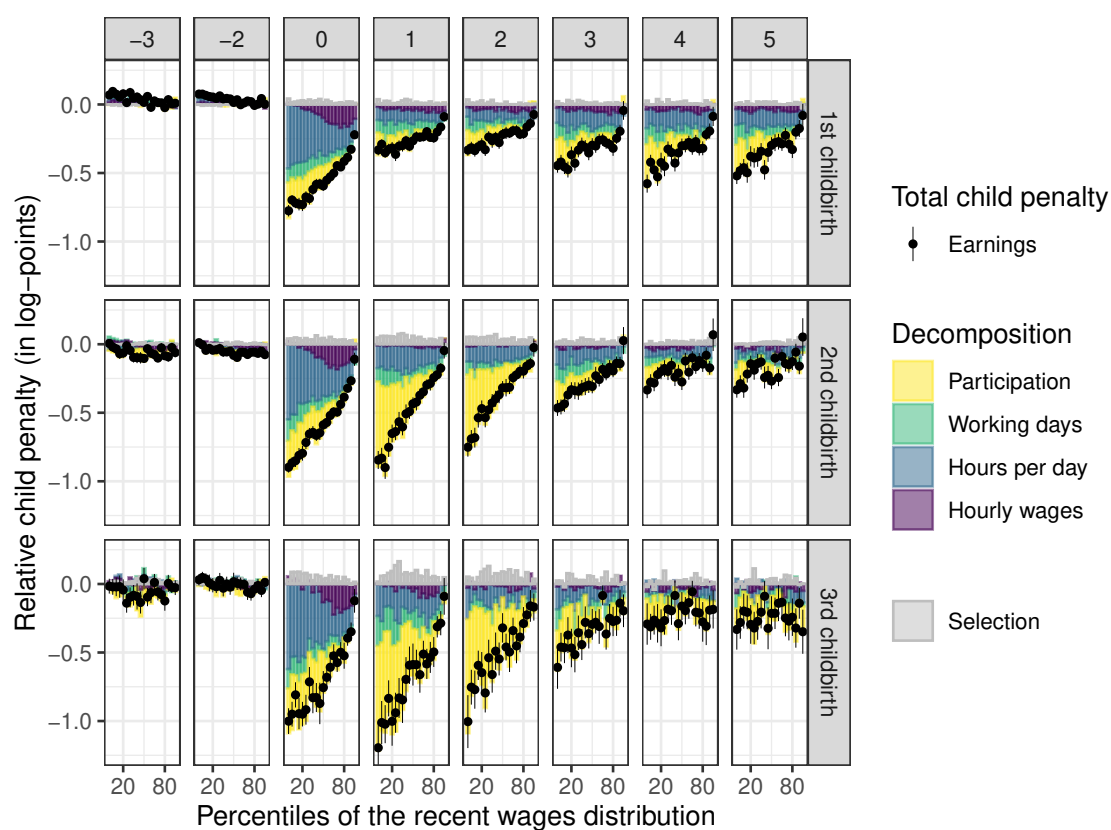 −3 −2 0 1 2 3 4 5
0.0
−0.5
−1.0
1st childbirth
0.0
−0.5
−1.0
2nd childbirth
0.0
−0.5
−1.0
3rd childbirth
20 80 20 80 20 80 20 80 20 80 20 80 20 80 20 80
Percentiles of the recent wages distribution
Relative child penalty (in log−points)
Total child penalty
Earnings
Decomposition
Participation
Working days
Hours per day
Hourly wages
Selection